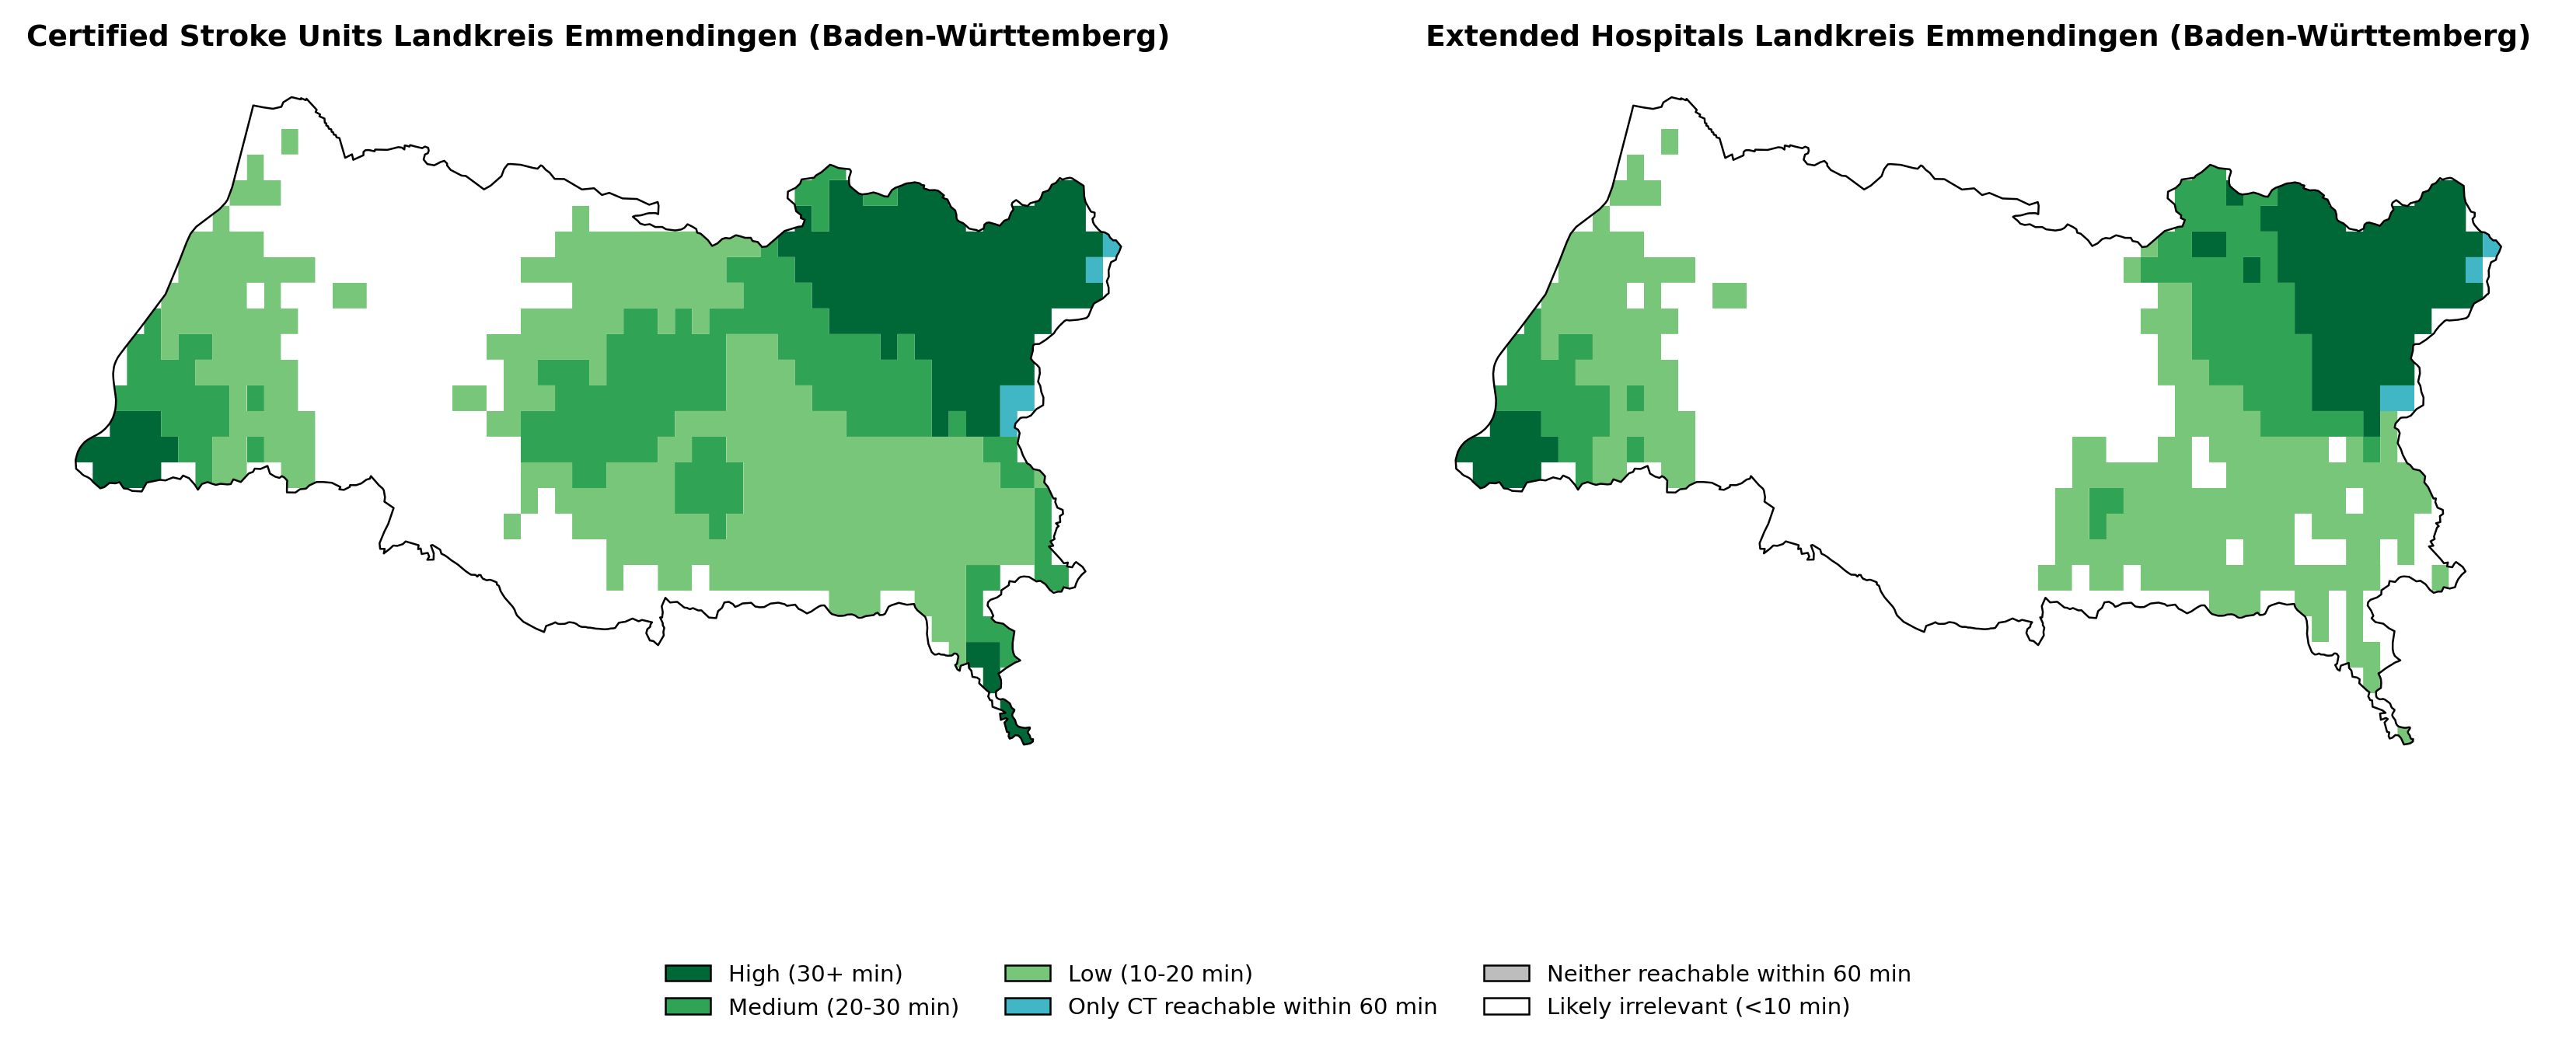 Certified Stroke Units Landkreis Emmendingen (Baden-Württemberg)
Extended Hospitals Landkreis Emmendingen (Baden-Württemberg)
High (30+ min)
Medium (20-30 min)
Low (10-20 min)
Only CT reachable within 60 min
Neither reachable within 60 min
Likely irrelevant (<10 min)